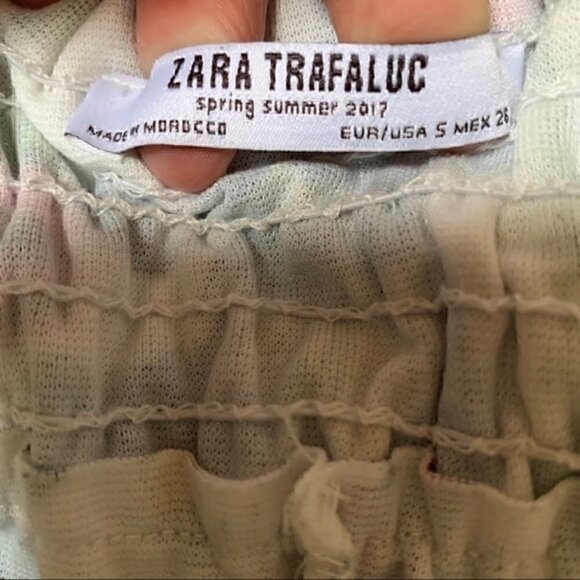 ZARA TRAFALUC
spring summer 2017
MADE IN MOROCCO
EUR/USA S MEX 26